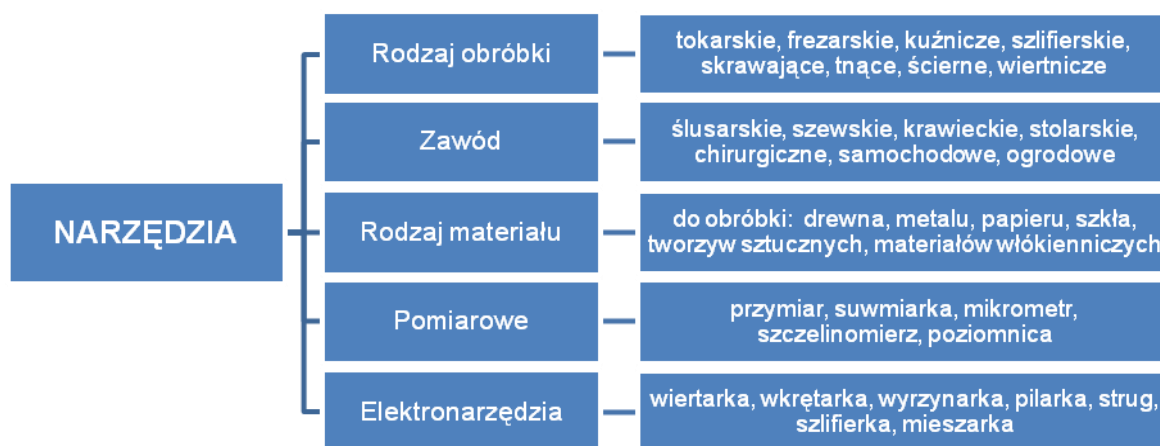 NARZĘDZIA
Rodzaj obróbki
tokarskie, frezarskie, kuźnicze, szlifierskie,
skrawające, tnące, ścierne, wiertnicze
Zawód
ślusarskie, szewskie, krawieckie, stolarskie,
chirurgiczne, samochodowe, ogrodowe
Rodzaj materiału
do obróbki: drewna, metalu, papieru, szkła,
tworzyw sztucznych, materiałów włókienniczych
Pomiarowe
przymiar, suwmiarka, mikrometr,
szczelinomierz, poziomnica
Elektronarzędzia
wiertarka, wkrętarka, wyrzynarka, pilarka, strug,
szlifierka, mieszarka